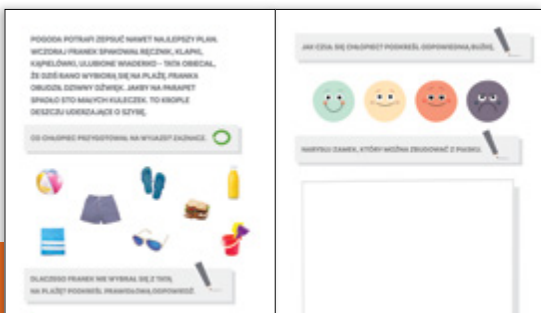 POGODA POTRAFI ZEPSUĆ NAWET NAJLEPSZY PLAN.
WCZORAJ FRANEK SPAKOWAŁ RĘCZNIK, KLAPKI,
KĄPIELÓWKI, ULUBIONE WIADERKO – TATA OBIECAŁ,
ŻE DZIŚ RANO WYBIORĄ SIĘ NA PLAŻĘ. FRANKA
OBUDZIŁ DZIWNY DŹWIĘK. JAKBY NA PARAPET
SPADŁO STO MAŁYCH KULECZEK. TO KROPLE
DESZCZU UDERZAJĄCE O SZYBĘ.
CO CHŁOPIEC PRZYGOTOWAŁ NA WYJAZD? ZAZNACZ.
DLACZEGO FRANEK NIE WYBRAŁ SIĘ Z TATĄ
NA PLAŻĘ? PODKREŚL PRAWIDŁOWĄ ODPOWIEDŹ.
JAK CZUŁ SIĘ CHŁOPIEC? PODKREŚL ODPOWIEDNIĄ BUŹKĘ.
NARYSUJ ZAMEK, KTÓRY MOŻNA ZBUDOWAĆ Z PIASKU.